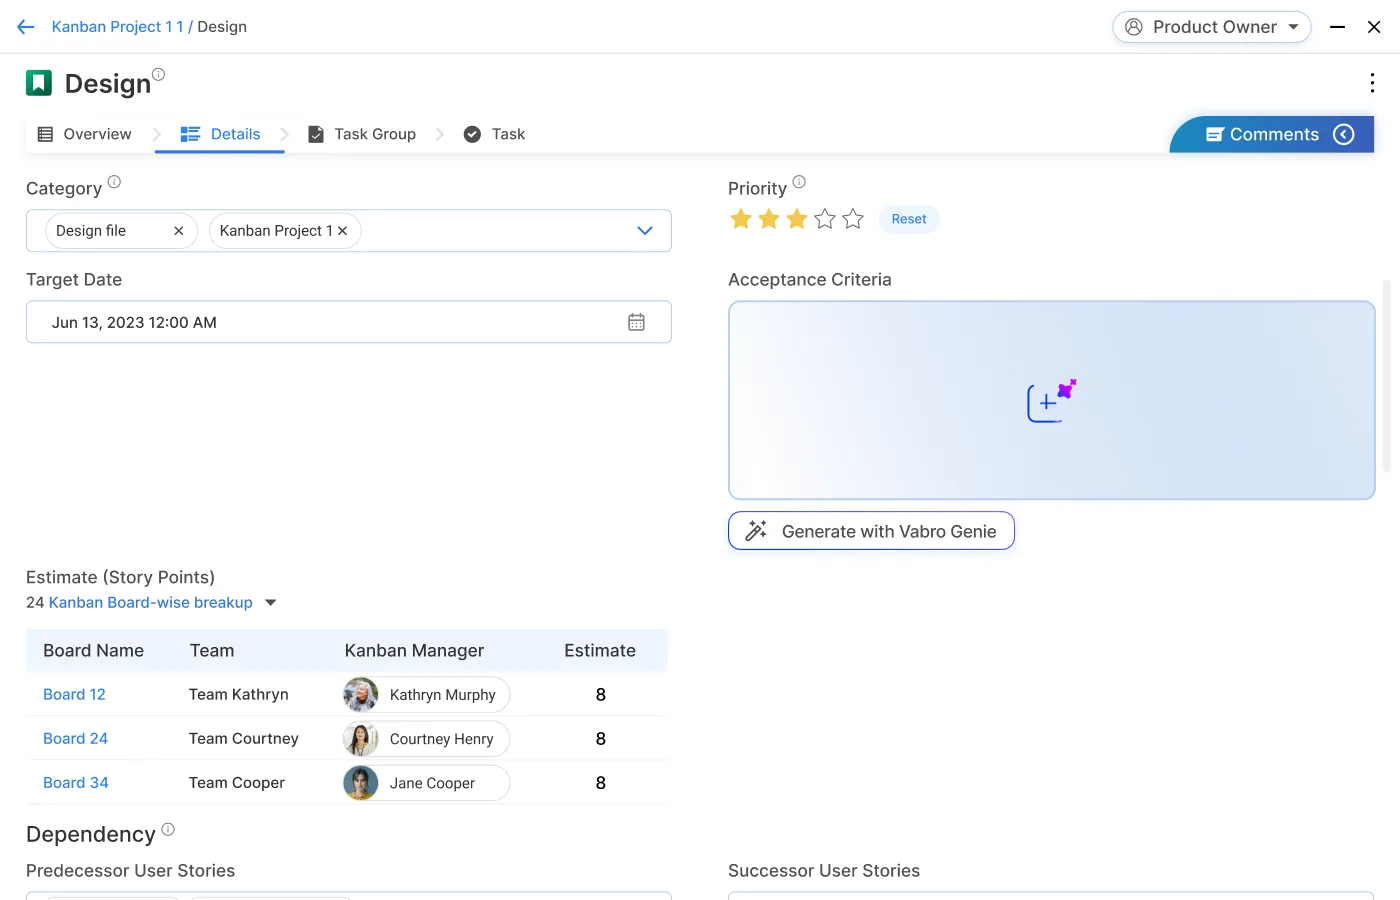 Kanban Project 1 1 / Design
Product Owner
Design
Overview
Details
Task Group
Task
Comments
Category
Design file
Kanban Project 1
Priority
Reset
Target Date
Jun 13, 2023 12:00 AM
Acceptance Criteria
Generate with Vabro Genie
Estimate (Story Points)
24 Kanban Board-wise breakup
Board Name Team Kanban Manager Estimate
Board 12 Team Kathryn Kathryn Murphy 8
Board 24 Team Courtney Courtney Henry 8
Board 34 Team Cooper Jane Cooper 8
Dependency
Predecessor User Stories
Successor User Stories